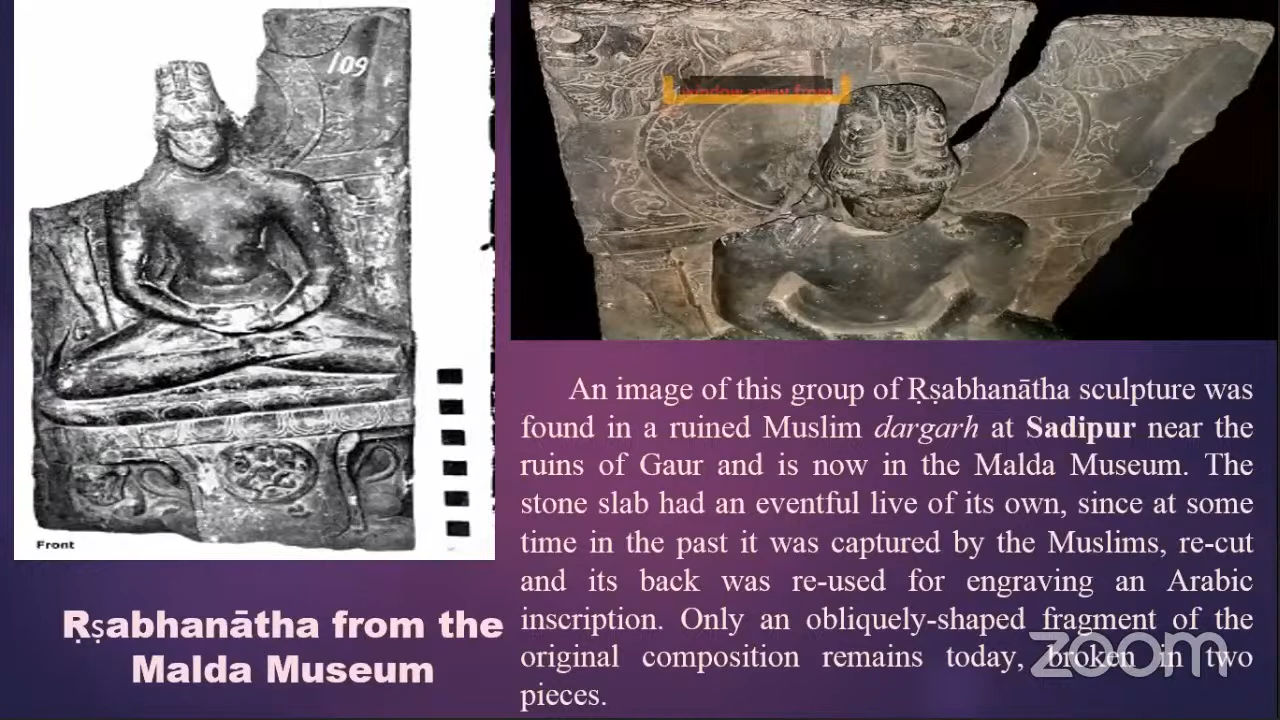 109
window away from
Front
Ṛṣabhanātha from the
Malda Museum
An image of this group of Ṛṣabhanātha sculpture was
found in a ruined Muslim dargarh at Sadipur near the
ruins of Gaur and is now in the Malda Museum. The
stone slab had an eventful live of its own, since at some
time in the past it was captured by the Muslims, re-cut
and its back was re-used for engraving an Arabic
inscription. Only an obliquely-shaped fragment of the
original composition remains today, broken in two
pieces.
zoom